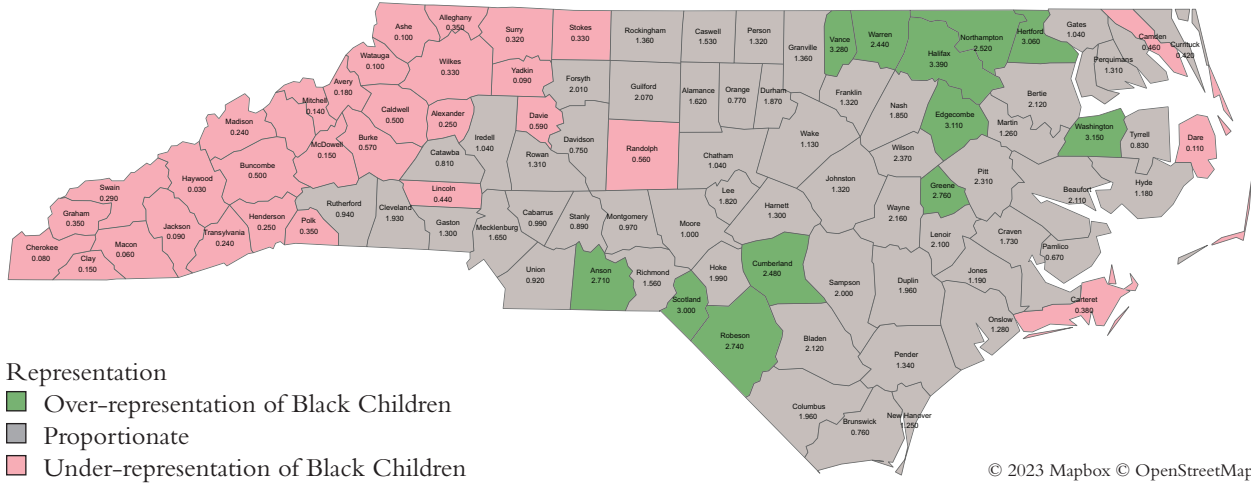 Ashe
0.100
Alleghany
0.350
Surry
0.320
Stokes
0.330
Rockingham
1.360
Caswell
1.530
Person
1.320
Granville
1.360
Vance
3.280
Warren
2.440
Halifax
3.390
Northampton
2.520
Hertford
3.060
Gates
1.040
Camden
0.460
Currituck
0.420
Perquimans
1.310
Watauga
0.100
Wilkes
0.330
Yadkin
0.090
Forsyth
2.010
Guilford
2.070
Alamance
1.620
Orange
0.770
Durham
1.870
Franklin
1.320
Nash
1.850
Edgecombe
3.110
Bertie
2.120
Martin
1.260
Washington
3.150
Tyrrell
0.830
Dare
0.110
Avery
0.180
Mitchell
0.140
Caldwell
0.500
Alexander
0.250
Iredell
1.040
Davie
0.590
Davidson
0.750
Randolph
0.560
Chatham
1.040
Wake
1.130
Wilson
2.370
Pitt
2.310
Beaufort
2.110
Hyde
1.180
Madison
0.240
McDowell
0.150
Burke
0.570
Catawba
0.810
Rowan
1.310
Buncombe
0.500
Haywood
0.030
Swain
0.290
Graham
0.350
Cherokee
0.080
Clay
0.150
Macon
0.060
Jackson
0.090
Transylvania
0.240
Henderson
0.250
Polk
0.350
Rutherford
0.940
Cleveland
1.930
Lincoln
0.440
Gaston
1.300
Mecklenburg
1.650
Cabarrus
0.990
Stanly
0.890
Montgomery
0.970
Moore
1.000
Lee
1.820
Harnett
1.300
Johnston
1.320
Wayne
2.160
Greene
2.760
Lenoir
2.100
Craven
1.730
Pamlico
0.670
Jones
1.190
Carteret
0.380
Onslow
1.280
Union
0.920
Anson
2.710
Richmond
1.560
Scotland
3.000
Hoke
1.990
Cumberland
2.480
Sampson
2.000
Duplin
1.960
Robeson
2.740
Bladen
2.120
Pender
1.340
Columbus
1.960
Brunswick
0.760
New Hanover
1.250
Representation
Over-representation of Black Children
Proportionate
Under-representation of Black Children
© 2023 Mapbox © OpenStreetMap